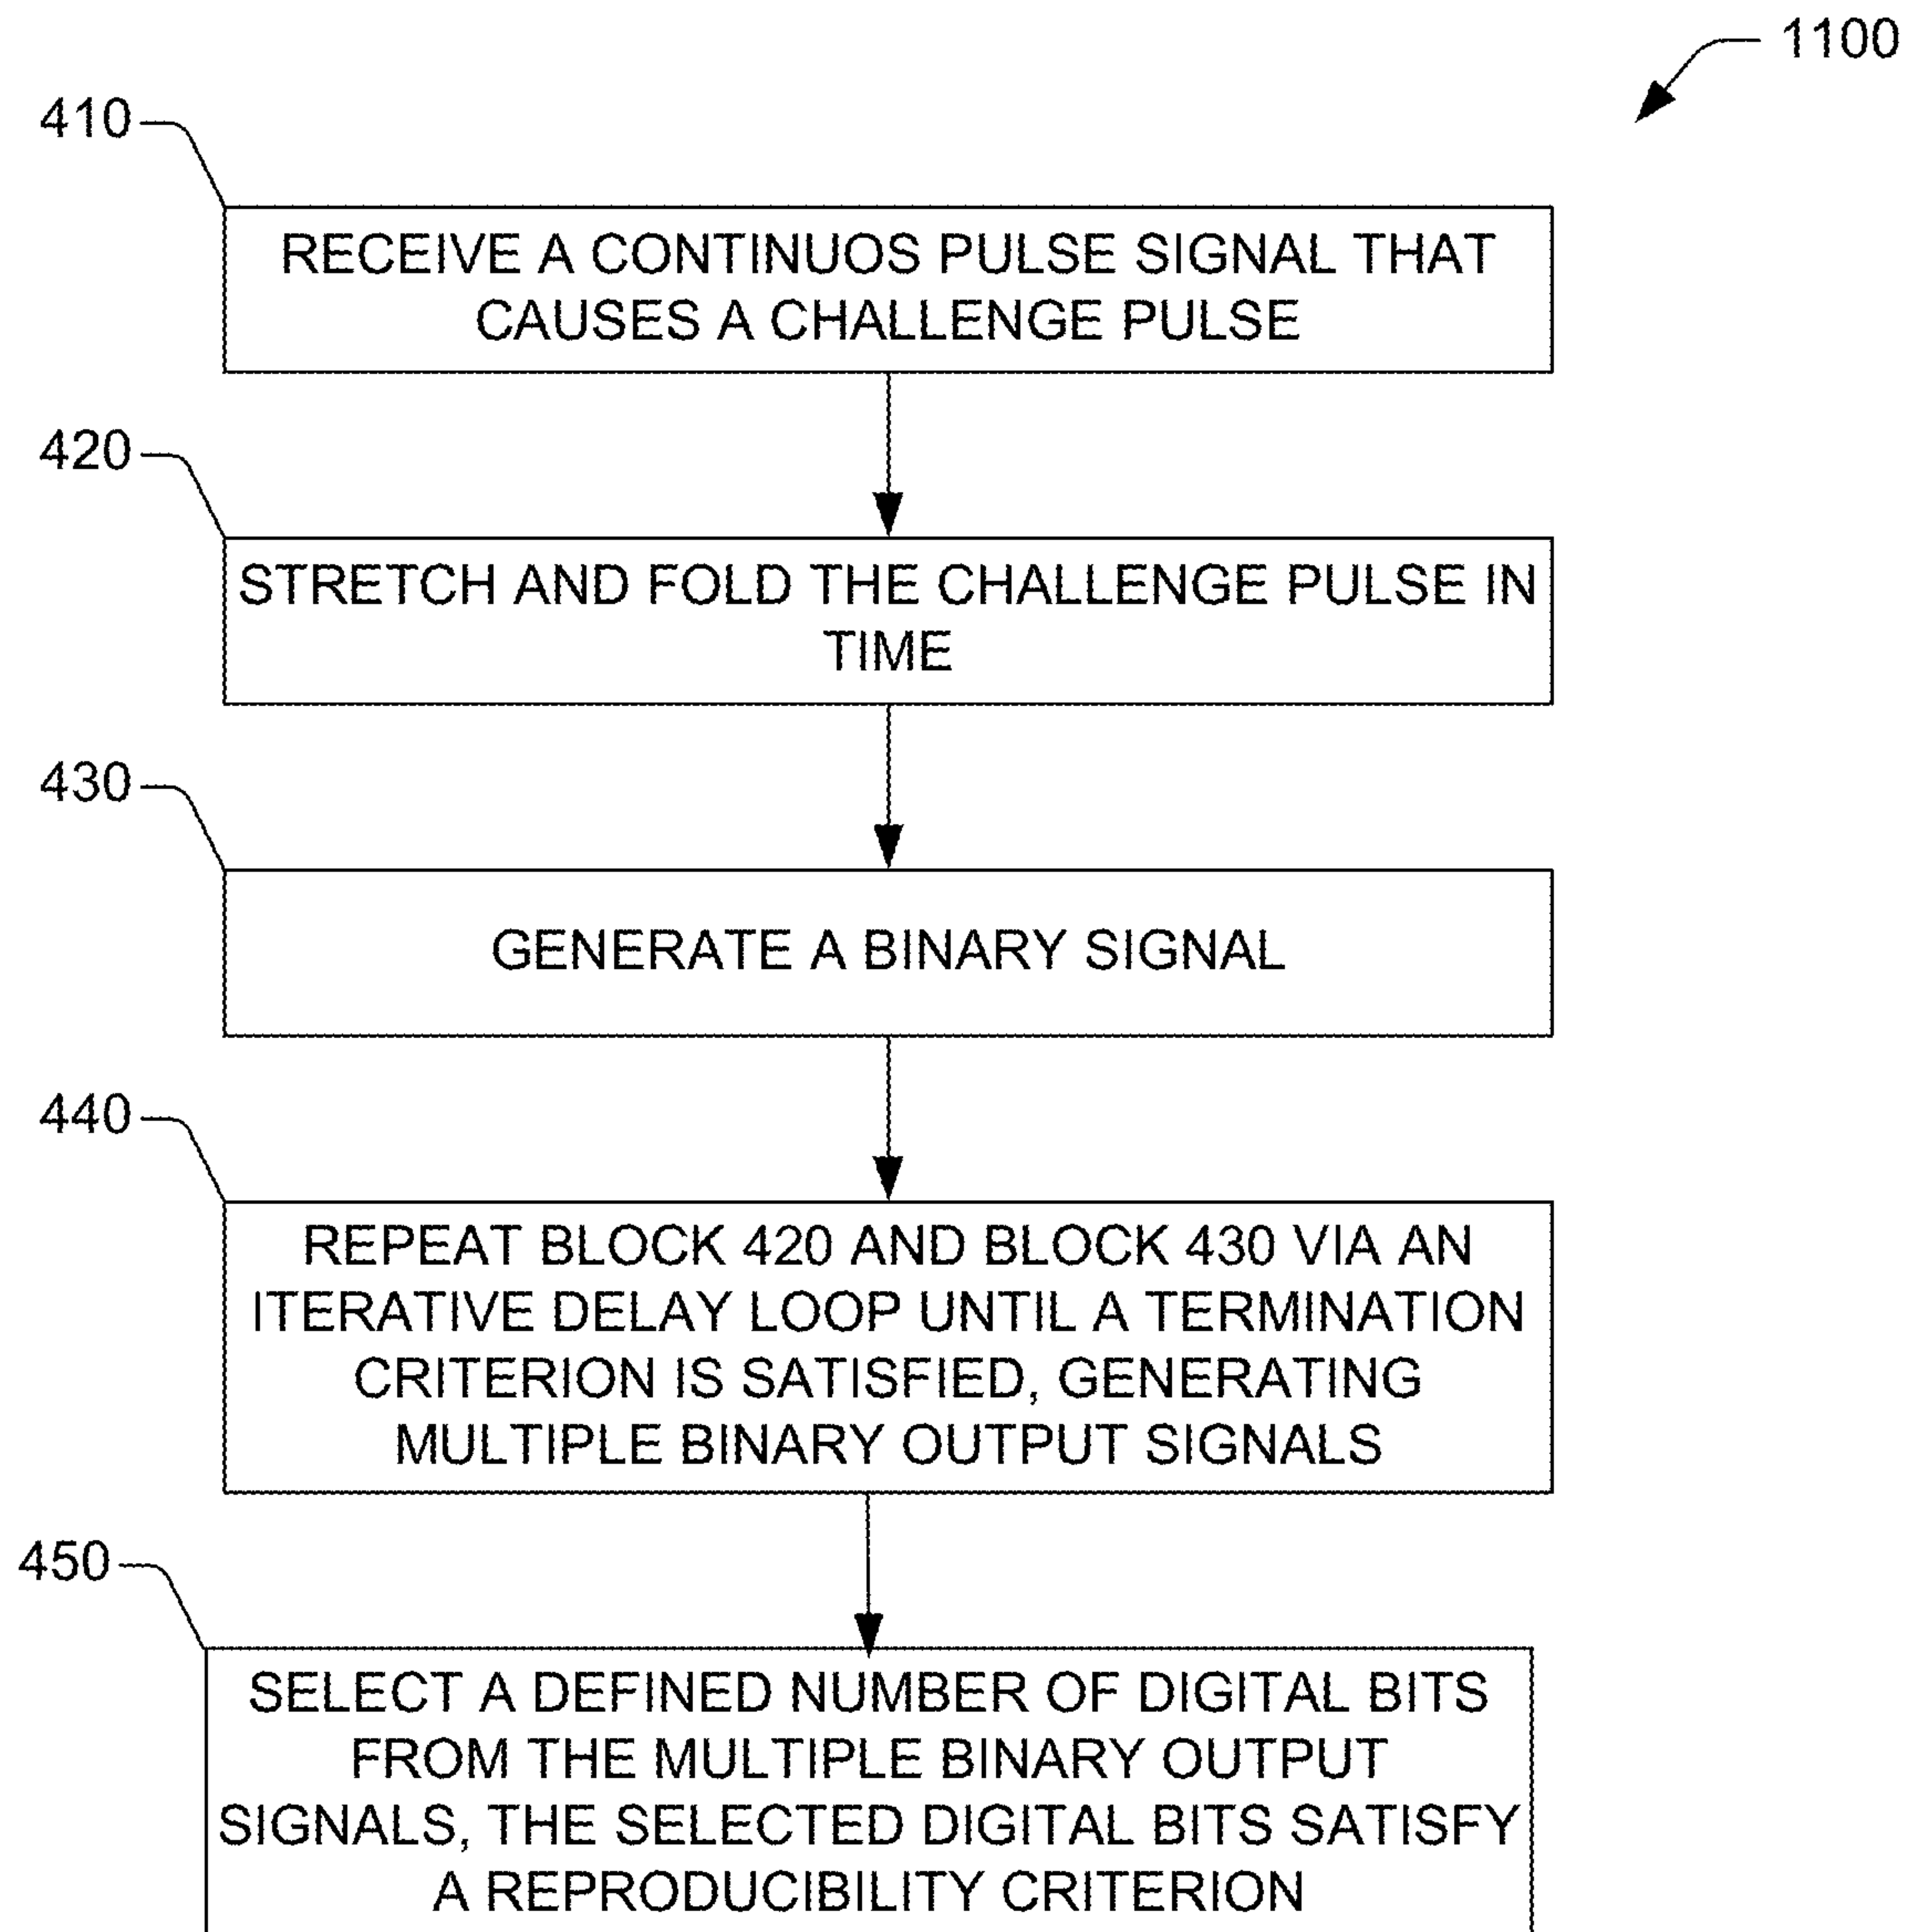 1100
410
RECEIVE A CONTINUOS PULSE SIGNAL THAT
CAUSES A CHALLENGE PULSE
420
STRETCH AND FOLD THE CHALLENGE PULSE IN
TIME
430
GENERATE A BINARY SIGNAL
440
REPEAT BLOCK 420 AND BLOCK 430 VIA AN
ITERATIVE DELAY LOOP UNTIL A TERMINATION
CRITERION IS SATISFIED, GENERATING
MULTIPLE BINARY OUTPUT SIGNALS
450
SELECT A DEFINED NUMBER OF DIGITAL BITS
FROM THE MULTIPLE BINARY OUTPUT
SIGNALS, THE SELECTED DIGITAL BITS SATISFY
A REPRODUCIBILITY CRITERION